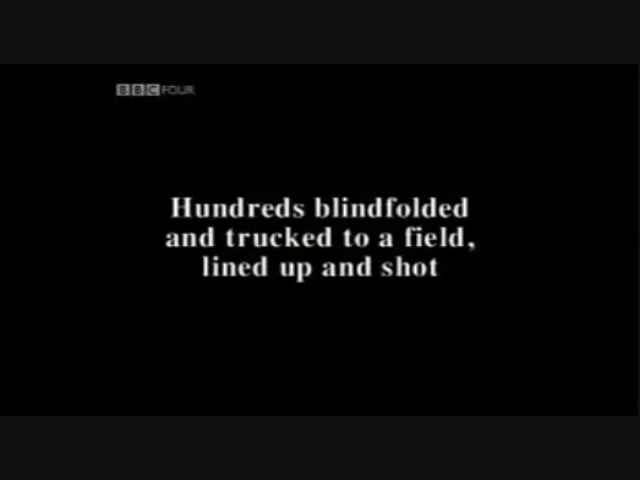 BBC FOUR
Hundreds blindfolded
and trucked to a field,
lined up and shot